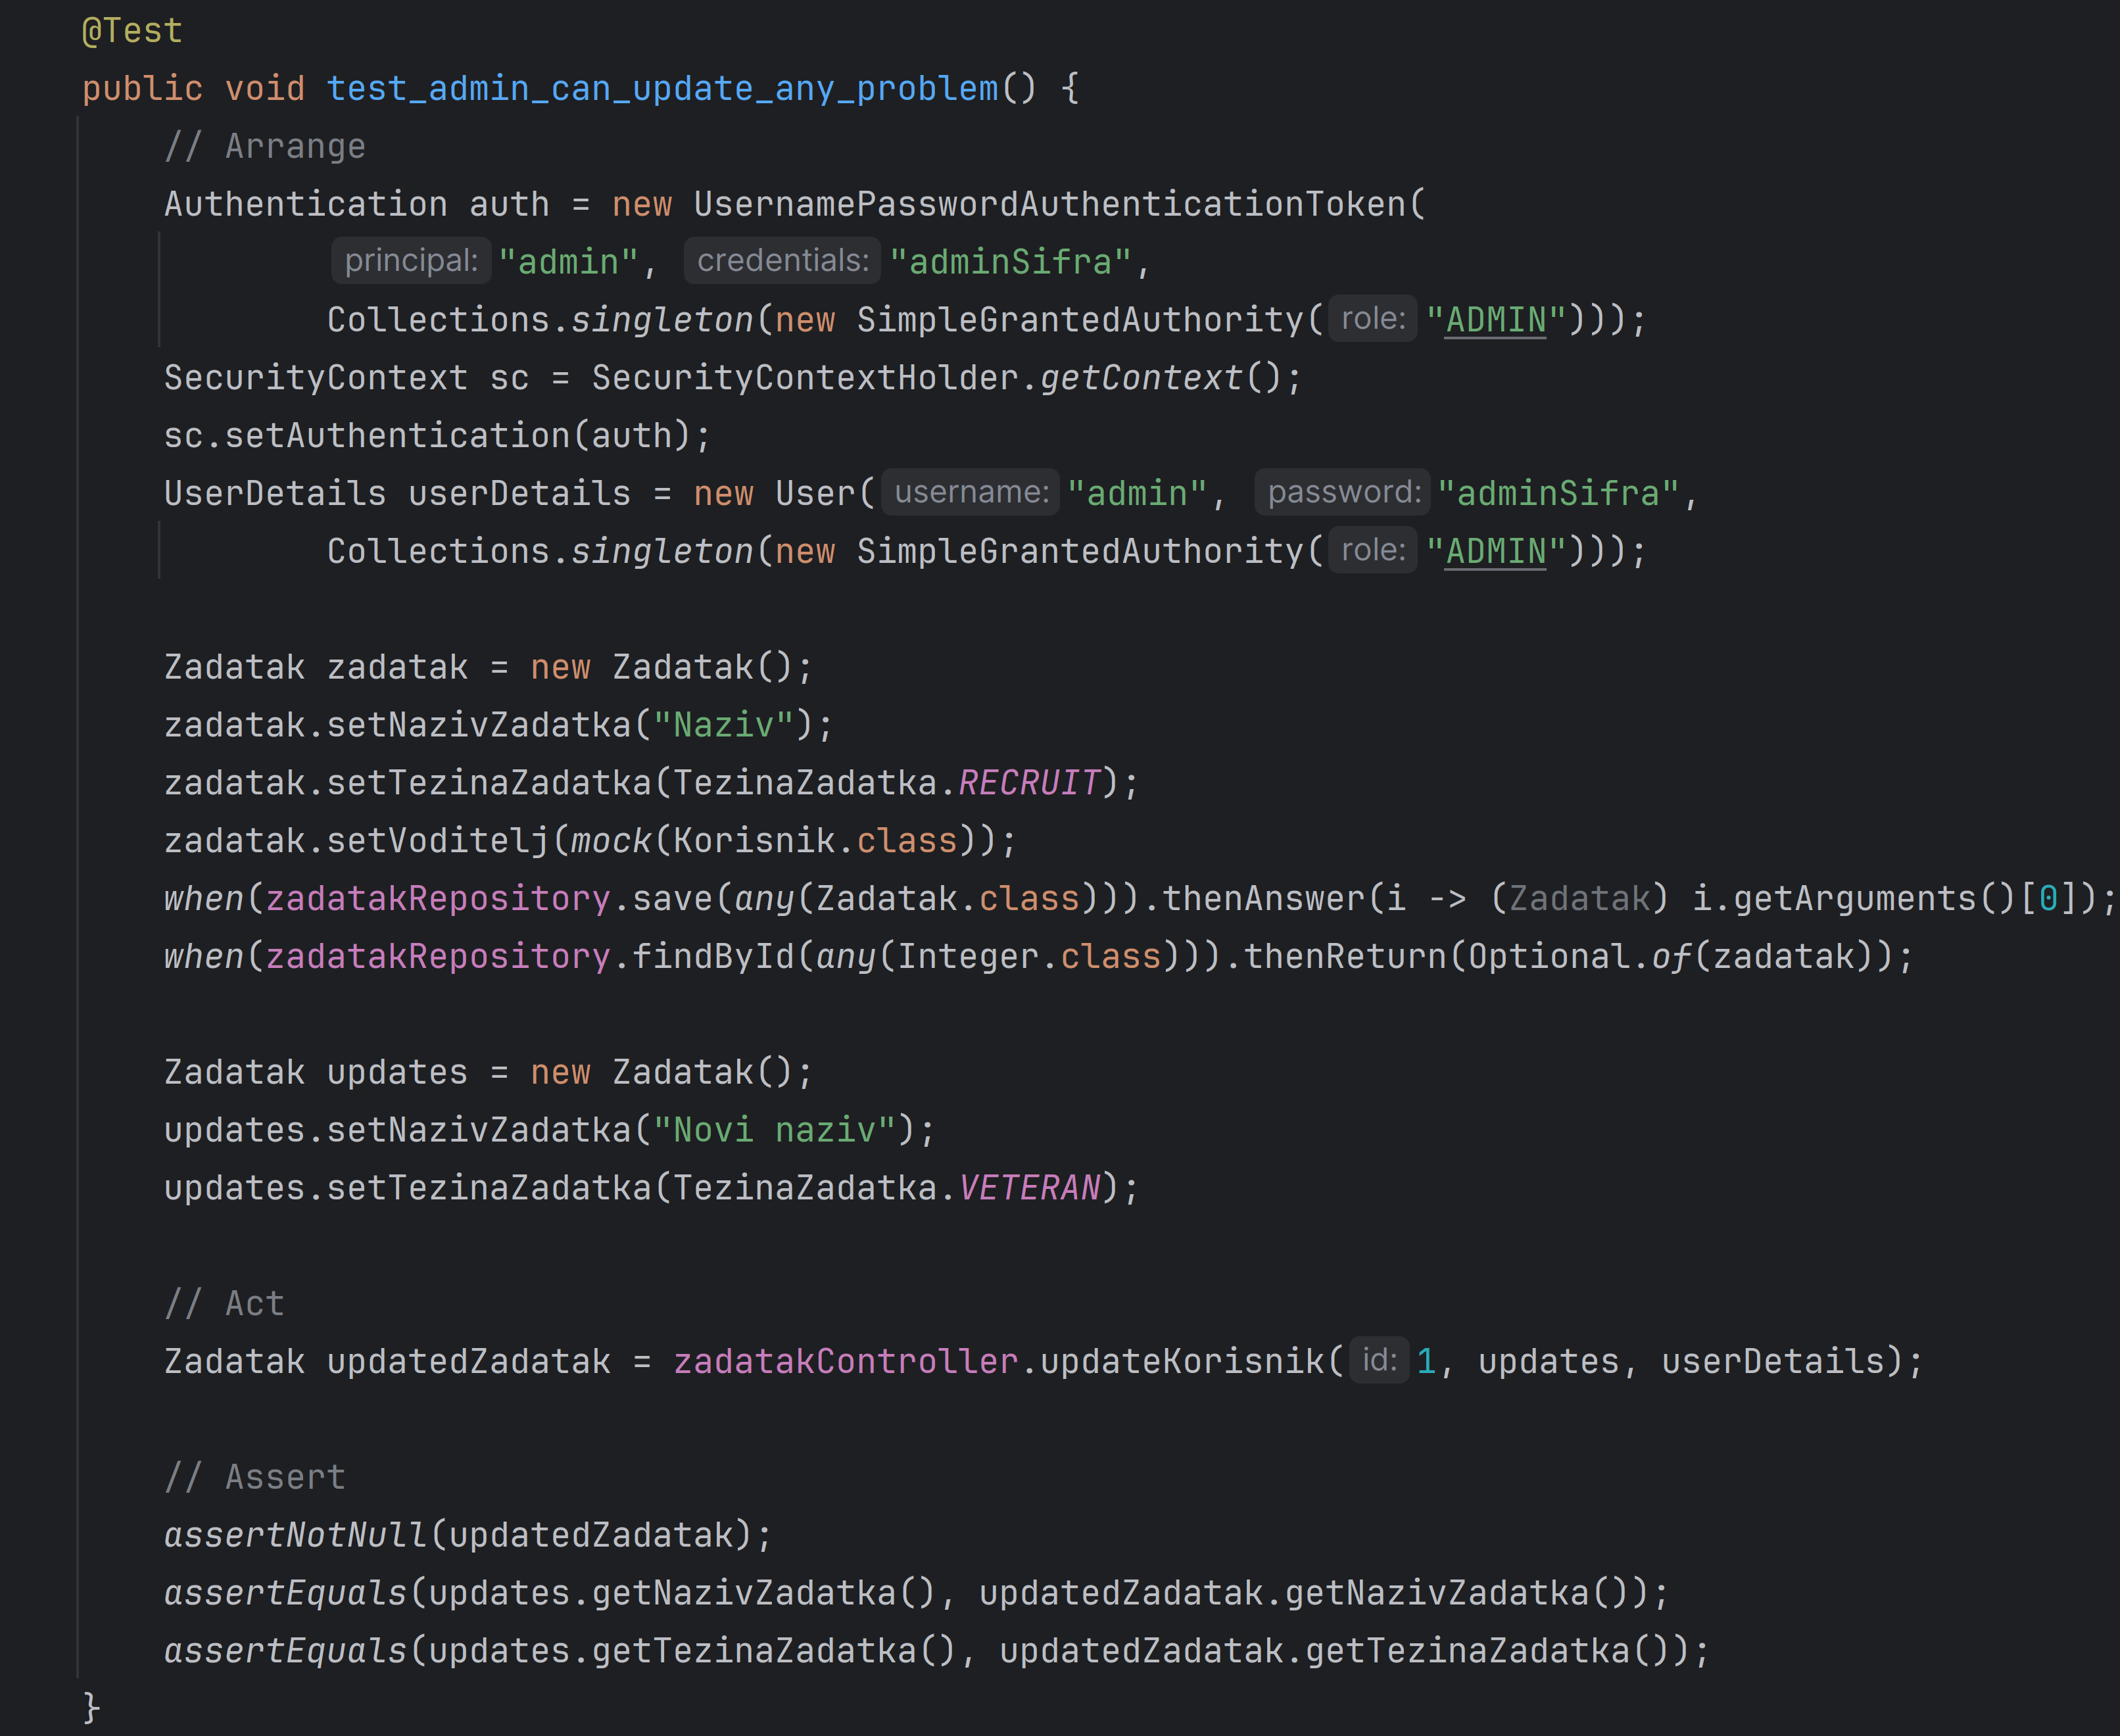 @Test
public void test_admin_can_update_any_problem() {
// Arrange
Authentication auth = new UsernamePasswordAuthenticationToken(
principal: "admin", credentials: "adminSifra",
Collections.singleton(new SimpleGrantedAuthority( role: "ADMIN")));
SecurityContext sc = SecurityContextHolder.getContext();
sc.setAuthentication(auth);
UserDetails userDetails = new User( username: "admin", password: "adminSifra",
Collections.singleton(new SimpleGrantedAuthority( role: "ADMIN")));
Zadatak zadatak = new Zadatak();
zadatak.setNazivZadatka("Naziv");
zadatak.setTezinaZadatka(TezinaZadatka.RECRUIT);
zadatak.setVoditelj(mock(Korisnik.class));
when(zadatakRepository.save(any(Zadatak.class))).thenAnswer(i -> (Zadatak) i.getArguments()[0]);
when(zadatakRepository.findById(any(Integer.class))).thenReturn(Optional.of(zadatak));
Zadatak updates = new Zadatak();
updates.setNazivZadatka("Novi naziv");
updates.setTezinaZadatka(TezinaZadatka.VETERAN);
// Act
Zadatak updatedZadatak = zadatakController.updateKorisnik( id: 1, updates, userDetails);
// Assert
assertNotNull(updatedZadatak);
assertEquals(updates.getNazivZadatka(), updatedZadatak.getNazivZadatka());
assertEquals(updates.getTezinaZadatka(), updatedZadatak.getTezinaZadatka());
}